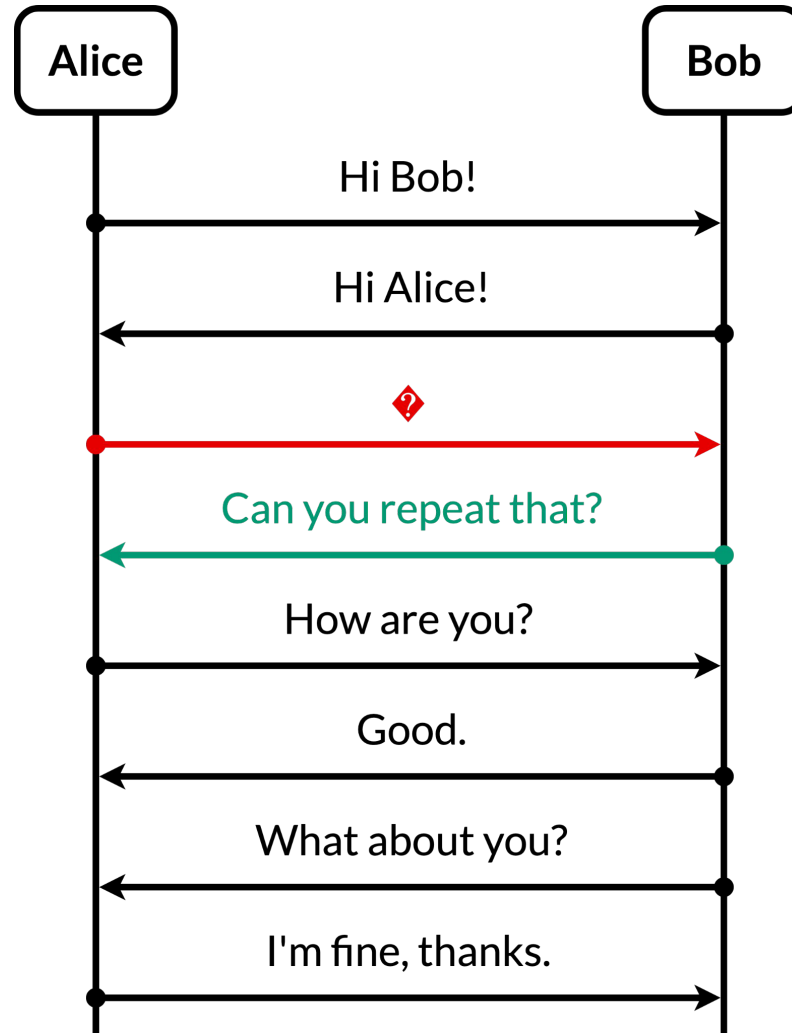 Alice
Bob
Hi Bob!
Hi Alice!
�
Can you repeat that?
How are you?
Good.
What about you?
I'm fine, thanks.